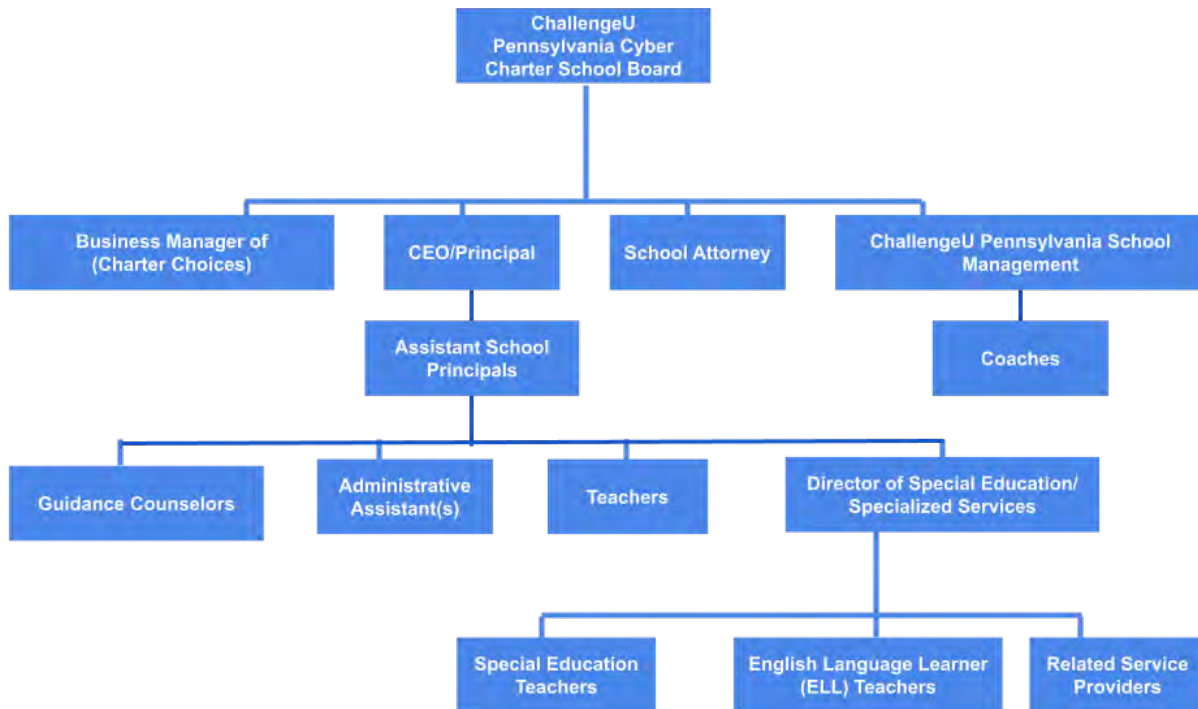 ChallengeU
Pennsylvania Cyber
Charter School Board
Business Manager of
(Charter Choices)
CEO/Principal
School Attorney
ChallengeU Pennsylvania School
Management
Assistant School
Principals
Coaches
Guidance Counselors
Administrative
Assistant(s)
Teachers
Director of Special Education/
Specialized Services
Special Education
Teachers
English Language Learner
(ELL) Teachers
Related Service
Providers